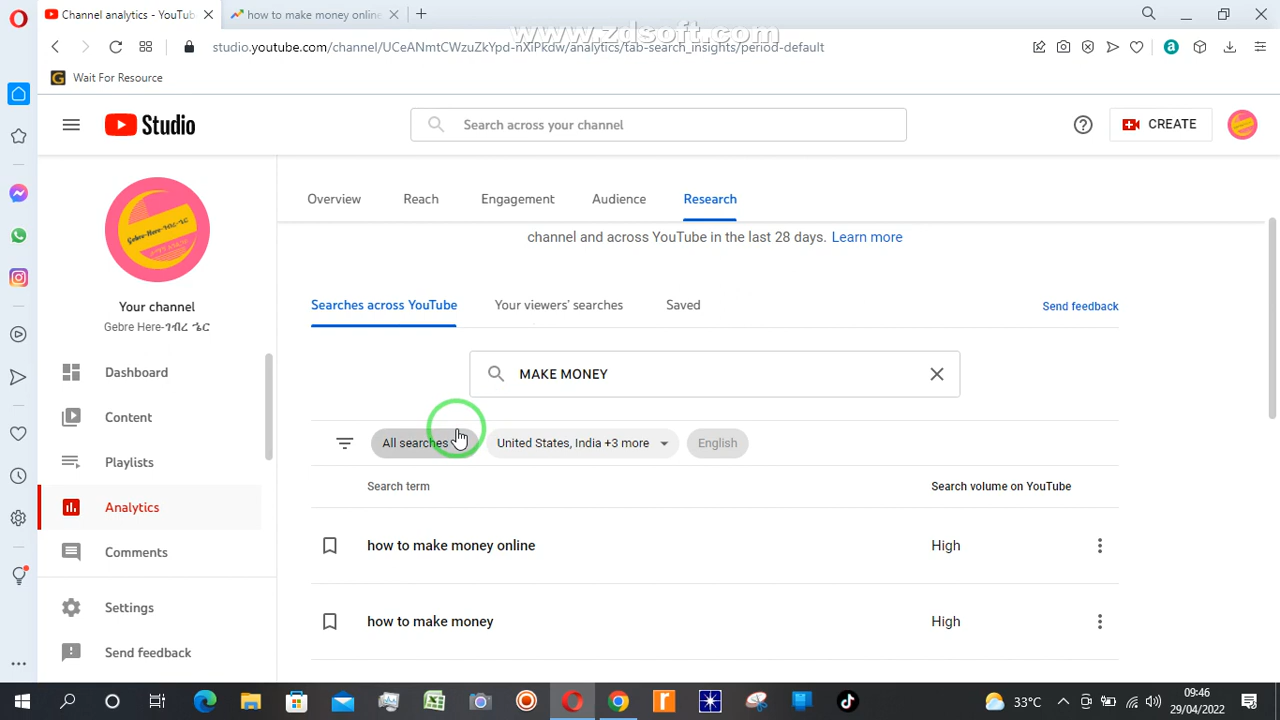 Channel analytics - YouTu
how to make money online
www.zdsoft.com
studio.youtube.com/channel/UCeANmtCWzuZkYpd-nXiPKdw/analytics/tab-search_insights/period-default
Wait For Resource
Studio
Search across your channel
CREATE
Overview
Reach
Engagement
Audience
Research
channel and across YouTube in the last 28 days. Learn more
Your channel
Gebre Here-ገብረ ኄር
Searches across YouTube
Your viewers' searches
Saved
Send feedback
MAKE MONEY
All searches
United States, India +3 more
English
Search term
Search volume on YouTube
how to make money online
High
how to make money
High
Dashboard
Content
Playlists
Analytics
Comments
Settings
Send feedback
33°C
09:46
29/04/2022